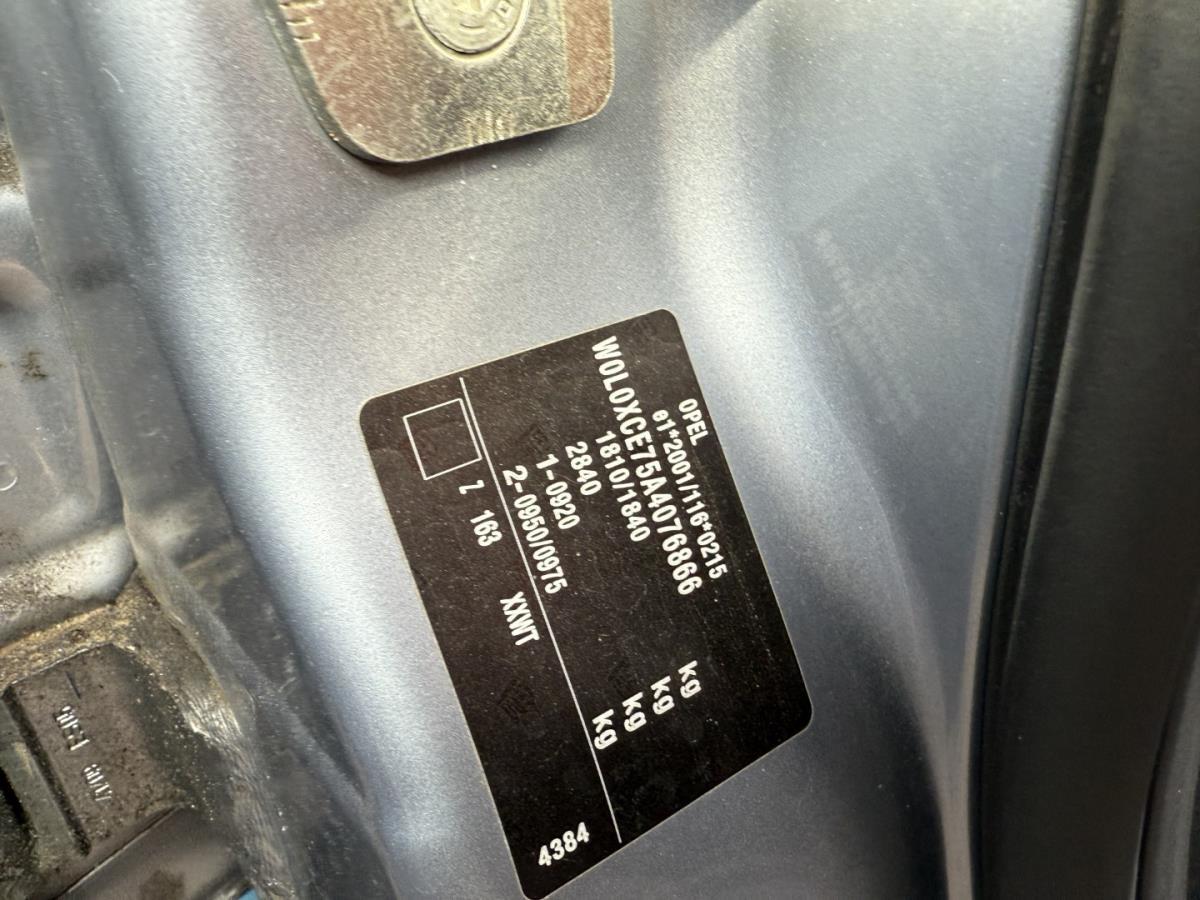 OPEL
e1*2001/116*0215
W0L0XCE75A4076866
1810/1840 kg
2840 kg
1-0920 kg
2-0950/0975 kg
Z 163 XXWT
4384